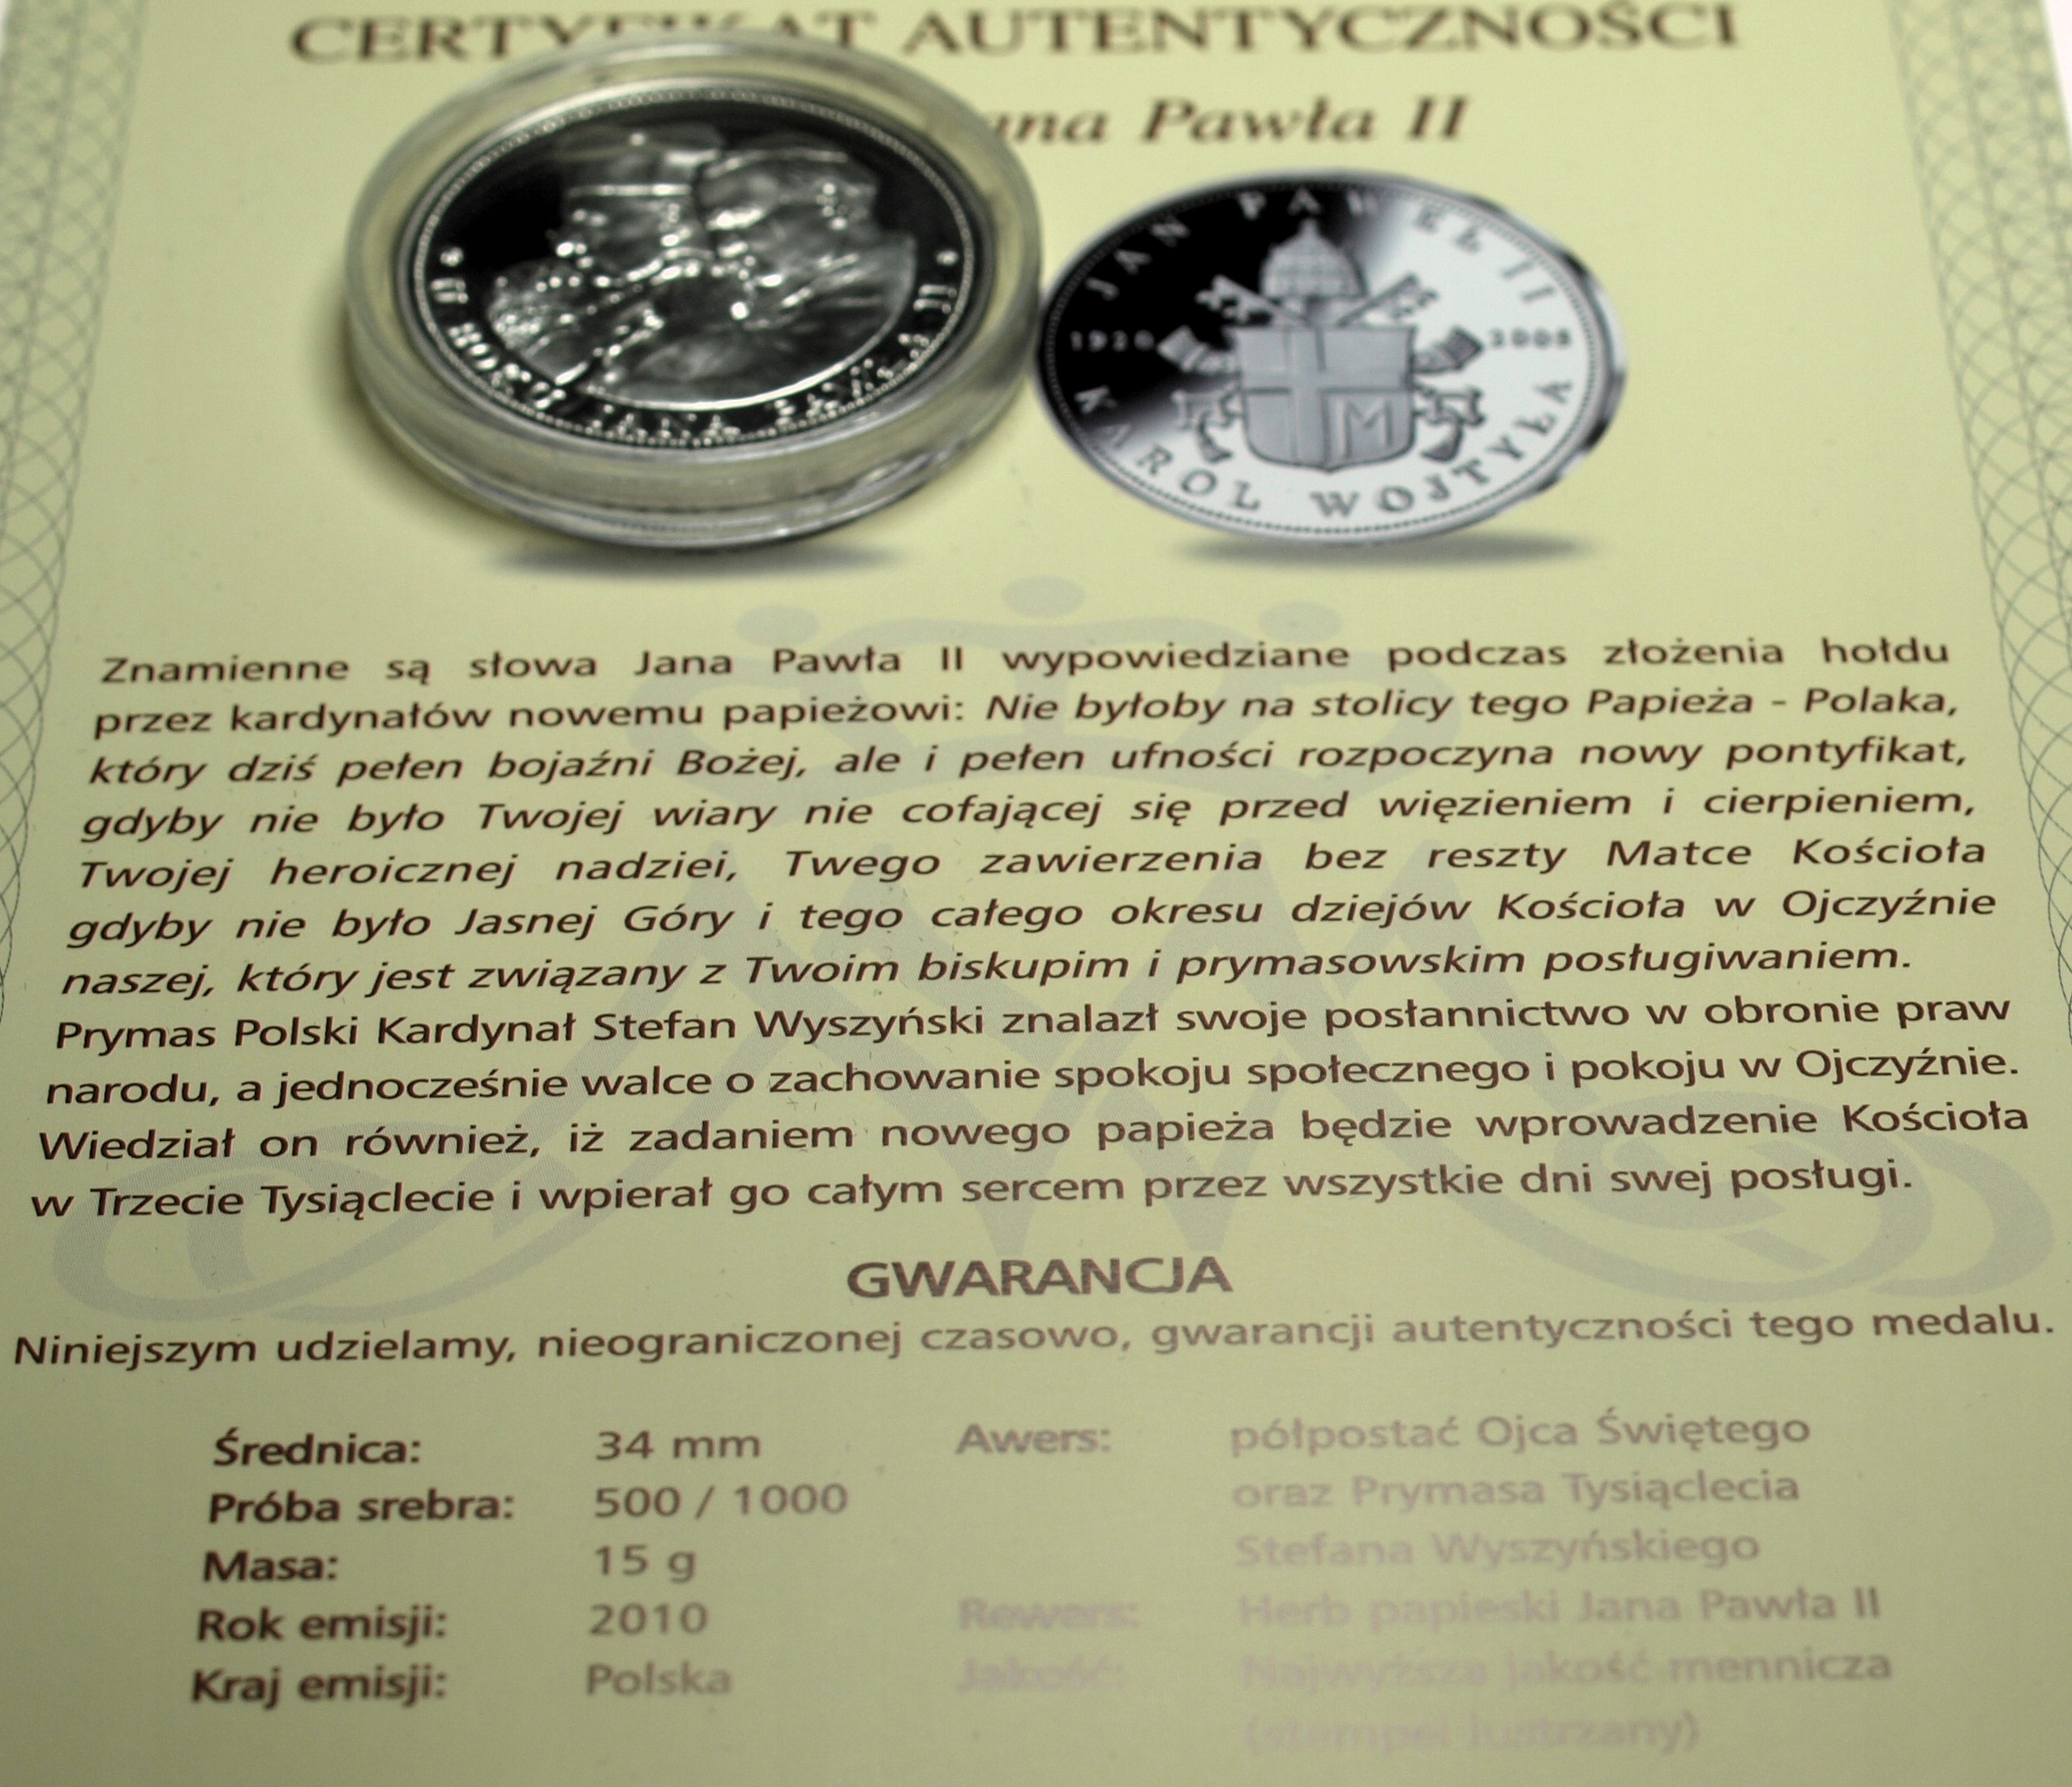 CERTYFIKAT AUTENTYCZNOŚCI
Pawła II
JAN PAWEŁ II
1920 2005
KAROL WOJTYŁA
Znamienne są słowa Jana Pawła II wypowiedziane podczas złożenia hołdu
przez kardynałów nowemu papieżowi: Nie byłoby na stolicy tego Papieża - Polaka,
który dziś pełen bojaźni Bożej, ale i pełen ufności rozpoczyna nowy pontyfikat,
gdyby nie było Twojej wiary nie cofającej się przed więzieniem i cierpieniem,
Twojej heroicznej nadziei, Twego zawierzenia bez reszty Matce Kościoła
gdyby nie było Jasnej Góry i tego całego okresu dziejów Kościoła w Ojczyźnie
naszej, który jest związany z Twoim biskupim i prymasowskim posługiwaniem.
Prymas Polski Kardynał Stefan Wyszyński znalazł swoje posłannictwo w obronie praw
narodu, a jednocześnie walce o zachowanie spokoju społecznego i pokoju w Ojczyźnie.
Wiedział on również, iż zadaniem nowego papieża będzie wprowadzenie Kościoła
w Trzecie Tysiąclecie i wpierał go całym sercem przez wszystkie dni swej posługi.
GWARANCJA
Niniejszym udzielamy, nieograniczonej czasowo, gwarancji autentyczności tego medalu.
Średnica: 34 mm
Próba srebra: 500 / 1000
Masa: 15 g
Rok emisji: 2010
Kraj emisji: Polska
Awers: półpostać Ojca Świętego
oraz Prymasa Tysiąclecia
Stefana Wyszyńskiego
Rewers: Herb papieski Jana Pawła II
Jakość: Najwyższa jakość mennicza
(stempel lustrzany)